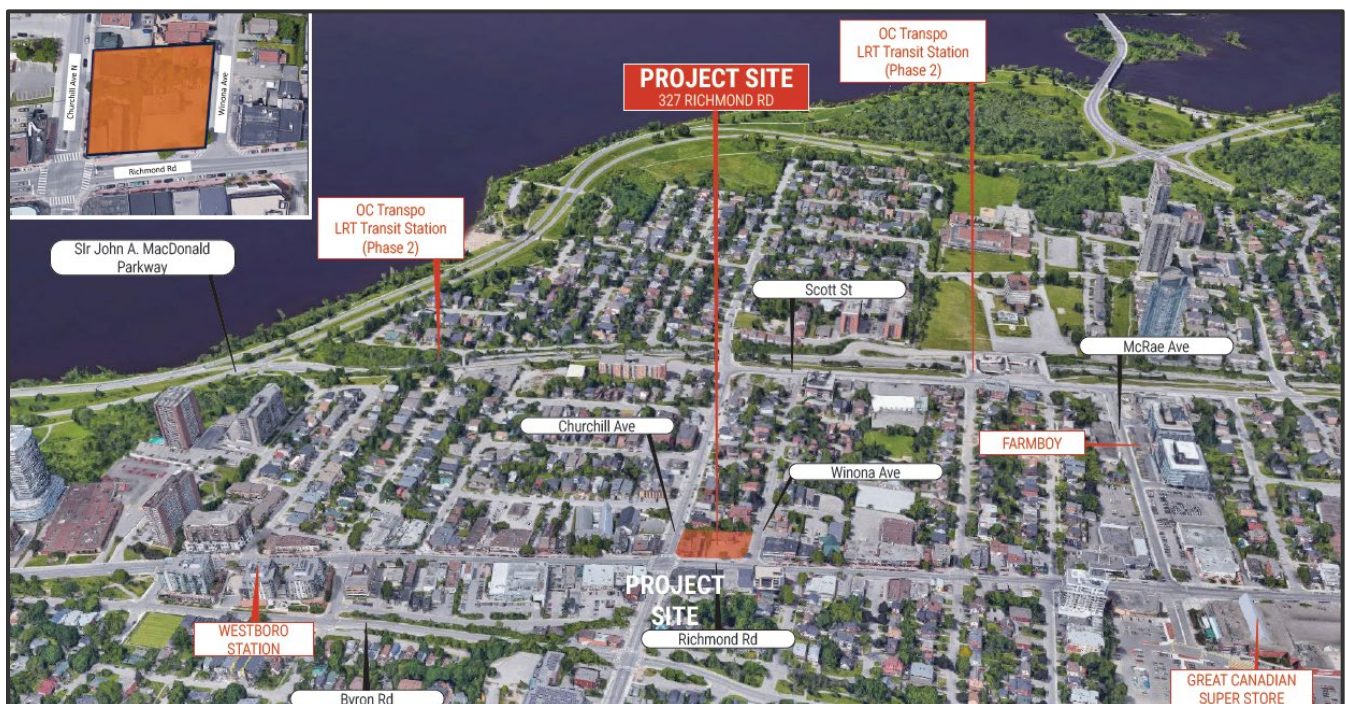 Churchill Ave N
Winona Ave
Richmond Rd
OC Transpo
LRT Transit Station
(Phase 2)
PROJECT SITE
327 RICHMOND RD
OC Transpo
LRT Transit Station
(Phase 2)
SIr John A. MacDonald
Parkway
Scott St
McRae Ave
Churchill Ave
FARMBOY
Winona Ave
PROJECT
SITE
WESTBORO
STATION
Richmond Rd
Byron Rd
GREAT CANADIAN
SUPER STORE